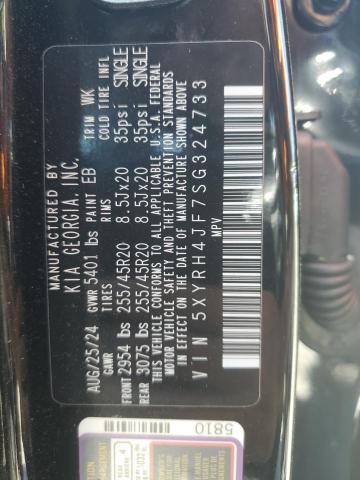 MANUFACTURED BY
KIA GEORGIA, INC.
AUG/25/24 GVWR 5401 lbs PAINT EB TRIM WK
GAWR TIRES RIMS COLD TIRE INFL
FRONT 2954 lbs 255/45R20 8.5Jx20 35psi SINGLE
REAR 3075 lbs 255/45R20 8.5Jx20 35psi SINGLE
THIS VEHICLE CONFORMS TO ALL APPLICABLE U.S.A. FEDERAL
MOTOR VEHICLE SAFETY AND THEFT PREVENTION STANDARDS
IN EFFECT ON THE DATE OF MANUFACTURE SHOWN ABOVE
VIN 5XYRH4JF7SG324733
MPV
5810
REAR
ARRIÈRE
4